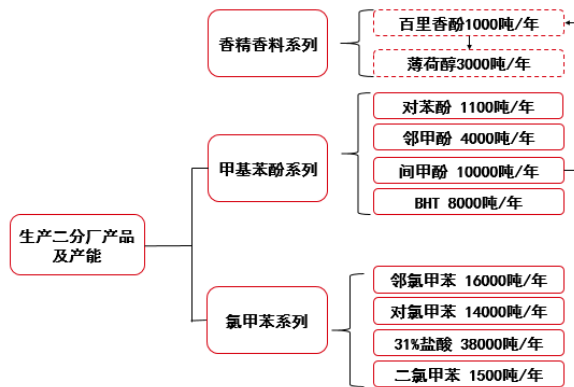 香精香料系列
百里香酚1000吨/年
薄荷醇3000吨/年
甲基苯酚系列
对苯酚 1100吨/年
邻甲酚 4000吨/年
间甲酚 10000吨/年
BHT 8000吨/年
生产二分厂产品
及产能
氯甲苯系列
邻氯甲苯 16000吨/年
对氯甲苯 14000吨/年
31%盐酸 38000吨/年
二氯甲苯 1500吨/年